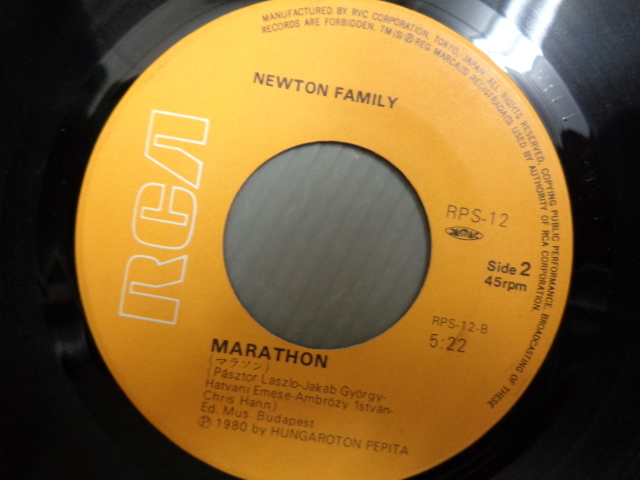 MANUFACTURED BY RVC CORPORATION, TOKYO, JAPAN. ALL RIGHTS RESERVED. COPYING PUBLIC PERFORMANCE, BROADCASTING OF THESE
RECORDS ARE FORBIDDEN. TM(S) Ⓡ REG MARCA(S) REGISTRADA(S) USED BY AUTHORITY OF RCA CORPORATION.
NEWTON FAMILY
RCA
RPS-12
Side 2
45rpm
RPS-12-B
5:22
MARATHON
(マラソン)
(Pásztor Laszlo-Jakab György-
Hatvani Emese-Ambrózy István-
Chris Hann)
Ed. Mus Budapest
Ⓟ 1980 by HUNGAROTON PEPITA